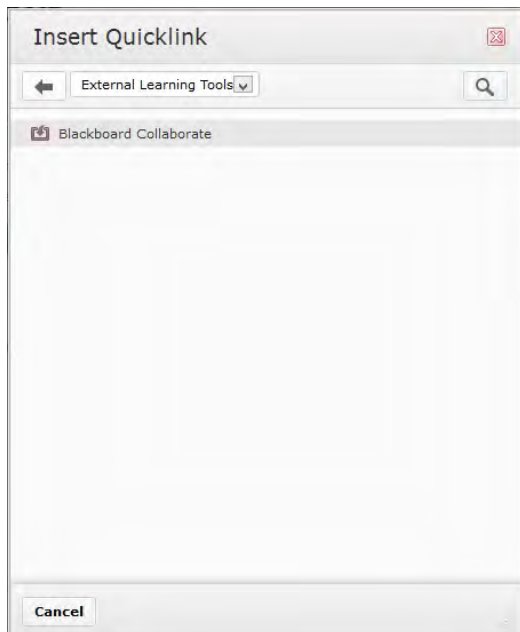 Insert Quicklink
External Learning Tools
Blackboard Collaborate
Cancel